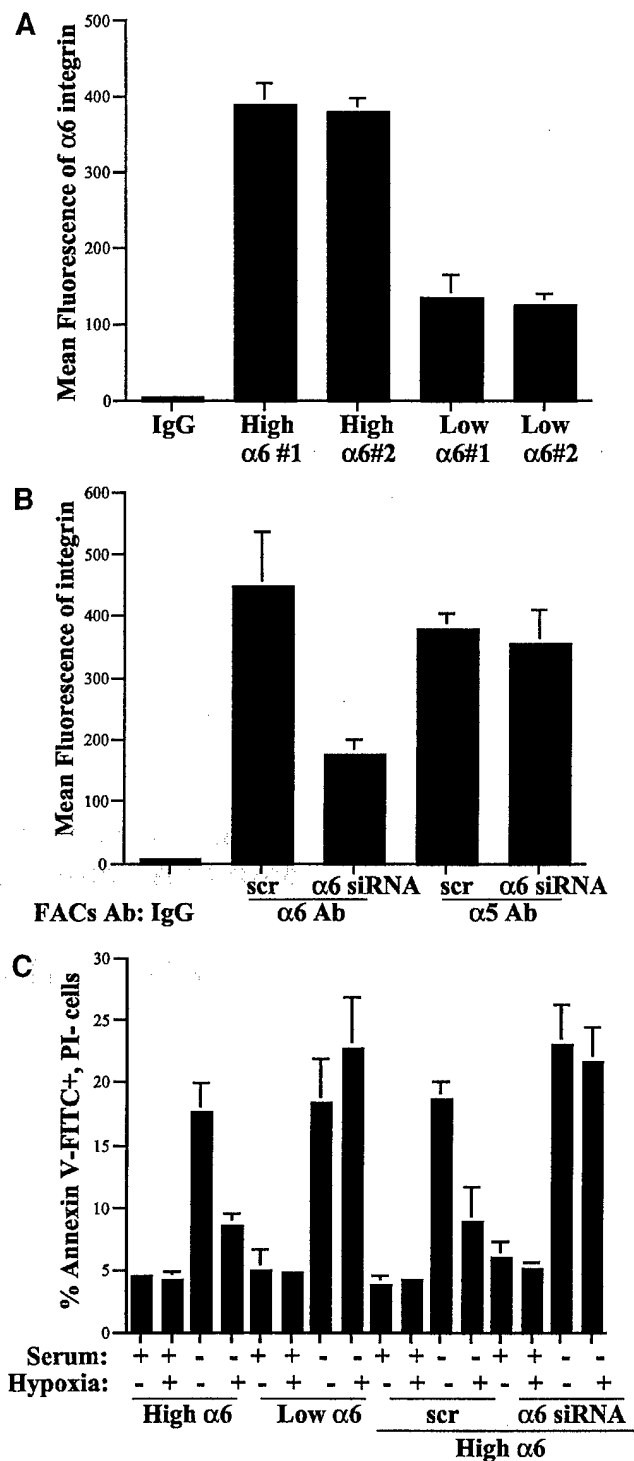 A
Mean Fluorescence of α6 integrin
500
400
300
200
100
0
IgG High High Low Low
α6 #1 α6#2 α6#1 α6#2
B
Mean Fluorescence of integrin
600
500
400
300
200
100
0
scr α6 siRNA scr α6 siRNA
FACs Ab: IgG α6 Ab α5 Ab
C
% Annexin V-FITC+, PI- cells
30
25
20
15
10
5
0
Serum: + + - - + + - - + + - - + + - -
Hypoxia: - + - + - + - + - + - + - + - +
High α6 Low α6 scr α6 siRNA
High α6